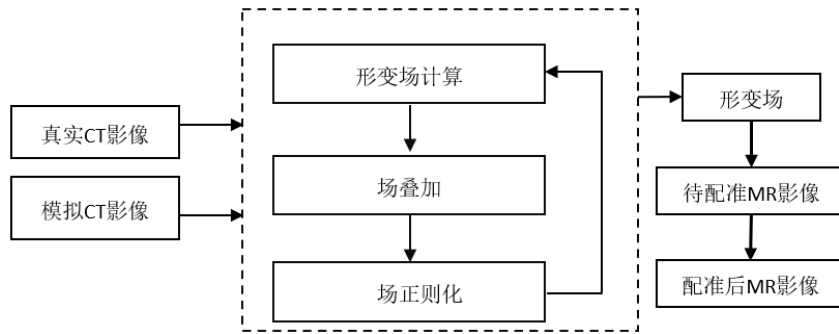 真实CT影像
模拟CT影像
形变场计算
场叠加
场正则化
形变场
待配准MR影像
配准后MR影像